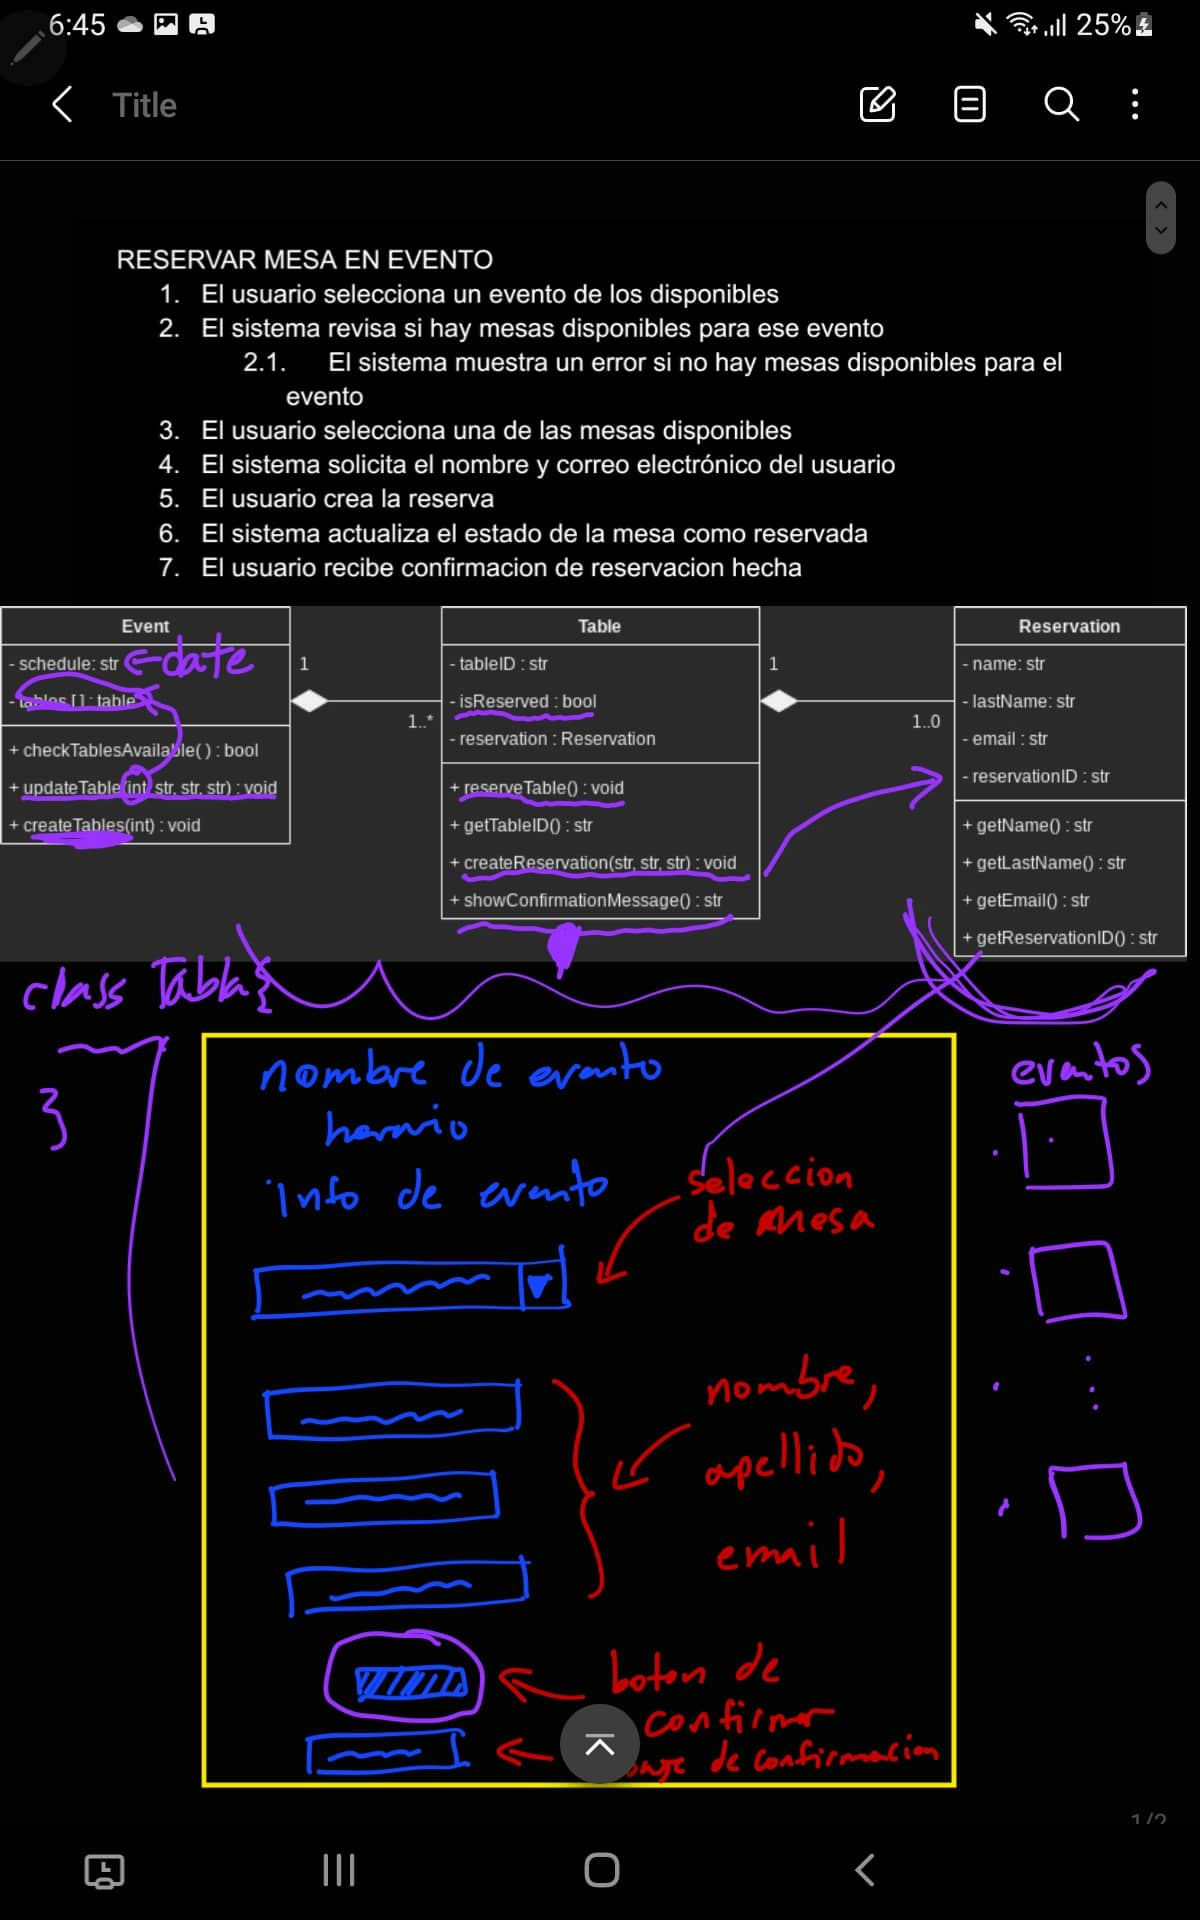 6:45
25%
Title
RESERVAR MESA EN EVENTO
1. El usuario selecciona un evento de los disponibles
2. El sistema revisa si hay mesas disponibles para ese evento
2.1. El sistema muestra un error si no hay mesas disponibles para el
evento
3. El usuario selecciona una de las mesas disponibles
4. El sistema solicita el nombre y correo electrónico del usuario
5. El usuario crea la reserva
6. El sistema actualiza el estado de la mesa como reservada
7. El usuario recibe confirmacion de reservacion hecha
Event
- schedule: str
date
- tables [ ] : table
+ checkTablesAvailable( ) : bool
+ updateTable(int, str, str, str) : void
+ createTables(int) : void
1
1..*
Table
- tableID : str
- isReserved : bool
- reservation : Reservation
+ reserveTable() : void
+ getTableID() : str
+ createReservation(str, str, str) : void
+ showConfirmationMessage() : str
1
1..0
Reservation
- name: str
- lastName: str
- email : str
- reservationID : str
+ getName() : str
+ getLastName() : str
+ getEmail() : str
+ getReservationID() : str
class Tabla {
}
nombre de evento
horario
info de evento
seleccion
de mesa
nombre,
apellido,
email
boton de
confirmar
de confirmacion
eventos
1/2